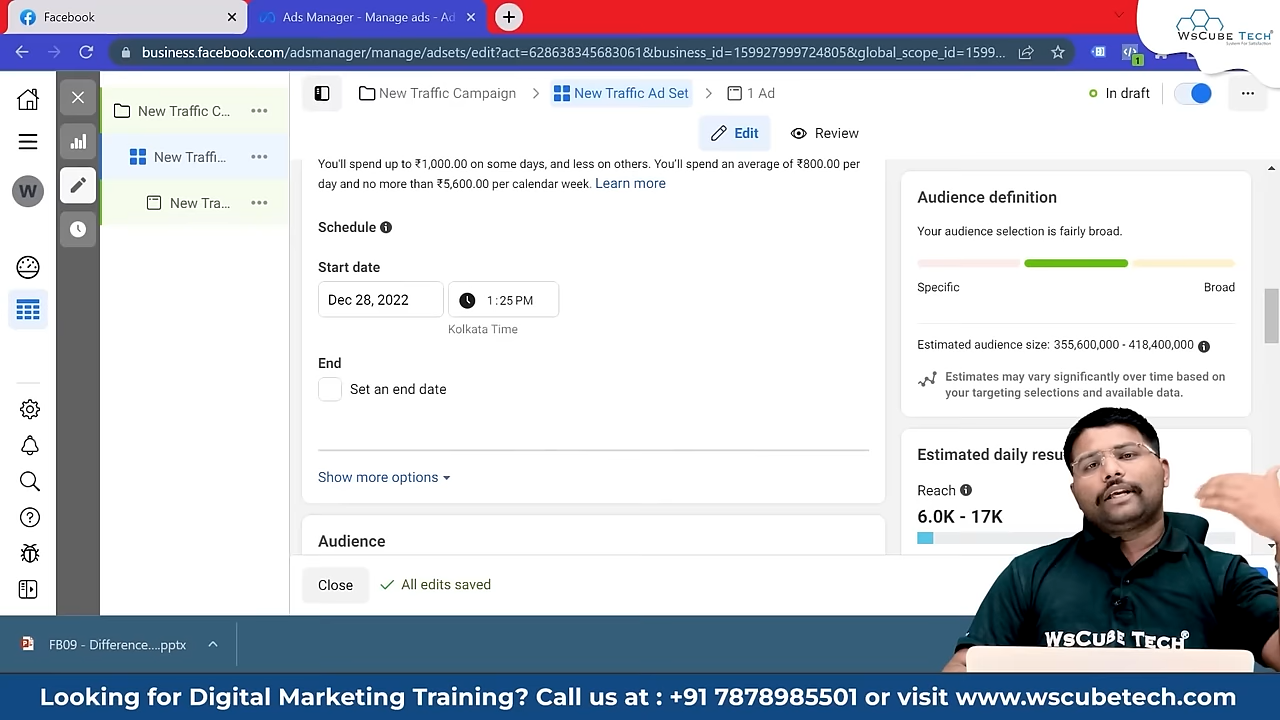 Facebook
Ads Manager - Manage ads - Ad
WSCUBE TECH
business.facebook.com/adsmanager/manage/adsets/edit?act=628638345683061&business_id=159927999724805&global_scope_id=1599...
1
New Traffic C...
New Traffi...
New Tra...
W
New Traffic Campaign
New Traffic Ad Set
1 Ad
In draft
Edit
Review
You'll spend up to ₹1,000.00 on some days, and less on others. You'll spend an average of ₹800.00 per
day and no more than ₹5,600.00 per calendar week. Learn more
Schedule
Start date
Dec 28, 2022
1:25 PM
Kolkata Time
End
Set an end date
Show more options
Audience
Close
All edits saved
Audience definition
Your audience selection is fairly broad.
Specific
Broad
Estimated audience size: 355,600,000 - 418,400,000
Estimates may vary significantly over time based on
your targeting selections and available data.
Estimated daily resu
Reach
6.0K - 17K
WSCUBE TECH®
FB09 - Difference....pptx
Looking for Digital Marketing Training? Call us at : +91 7878985501 or visit www.wscubetech.com